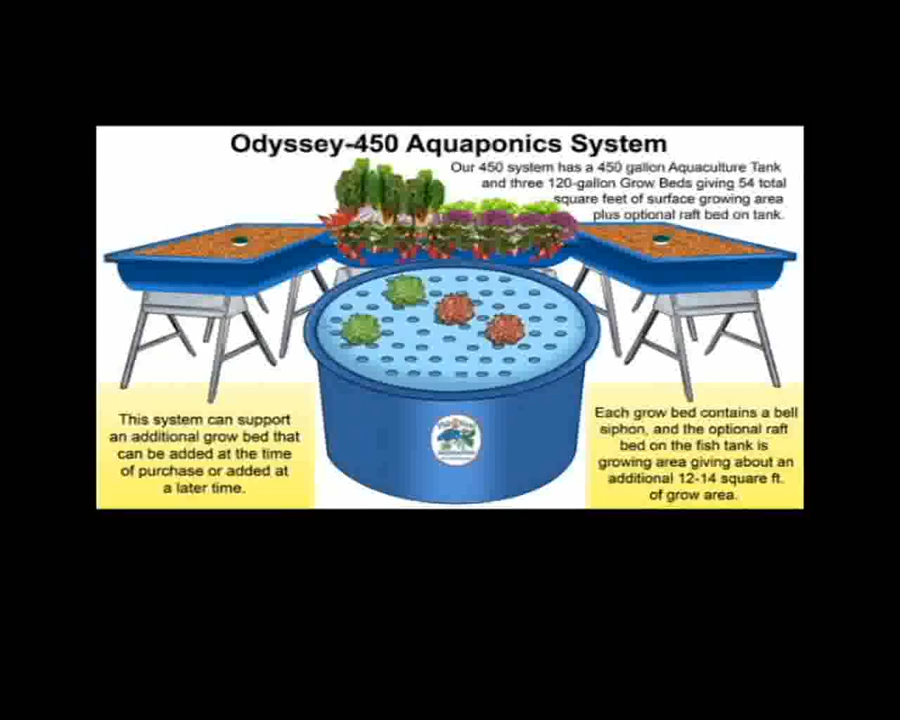 Odyssey-450 Aquaponics System
Our 450 system has a 450 gallon Aquaculture Tank
and three 120-gallon Grow Beds giving 54 total
square feet of surface growing area
plus optional raft bed on tank.
This system can support
an additional grow bed that
can be added at the time
of purchase or added at
a later time.
Each grow bed contains a bell
siphon, and the optional raft
bed on the fish tank is
growing area giving about an
additional 12-14 square ft.
of grow area.